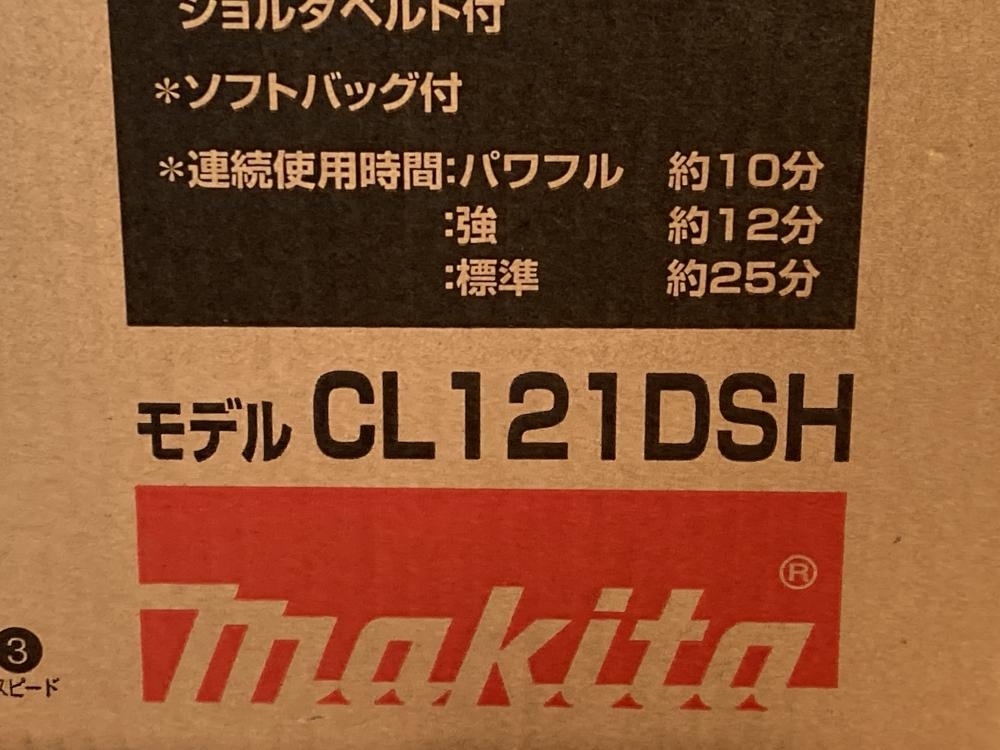 ショルダベルト付
*ソフトバッグ付
*連続使用時間:パワフル 約10分
:強 約12分
:標準 約25分
モデル CL121DSH
makita®
3
スピード